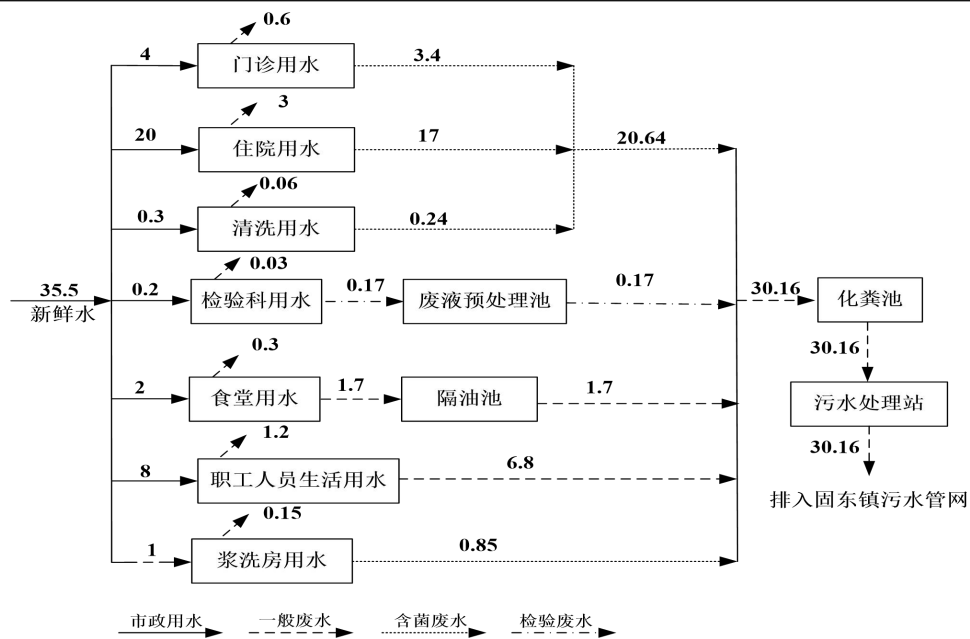 0.6
4
门诊用水
3.4
3
20
住院用水
17
20.64
0.06
0.3
清洗用水
0.24
0.03
35.5
新鲜水
0.2
检验科用水
0.17
废液预处理池
0.17
30.16
化粪池
0.3
30.16
2
食堂用水
1.7
隔油池
1.7
污水处理站
1.2
30.16
8
职工人员生活用水
6.8
排入固东镇污水管网
0.15
1
浆洗房用水
0.85
市政用水
一般废水
含菌废水
检验废水